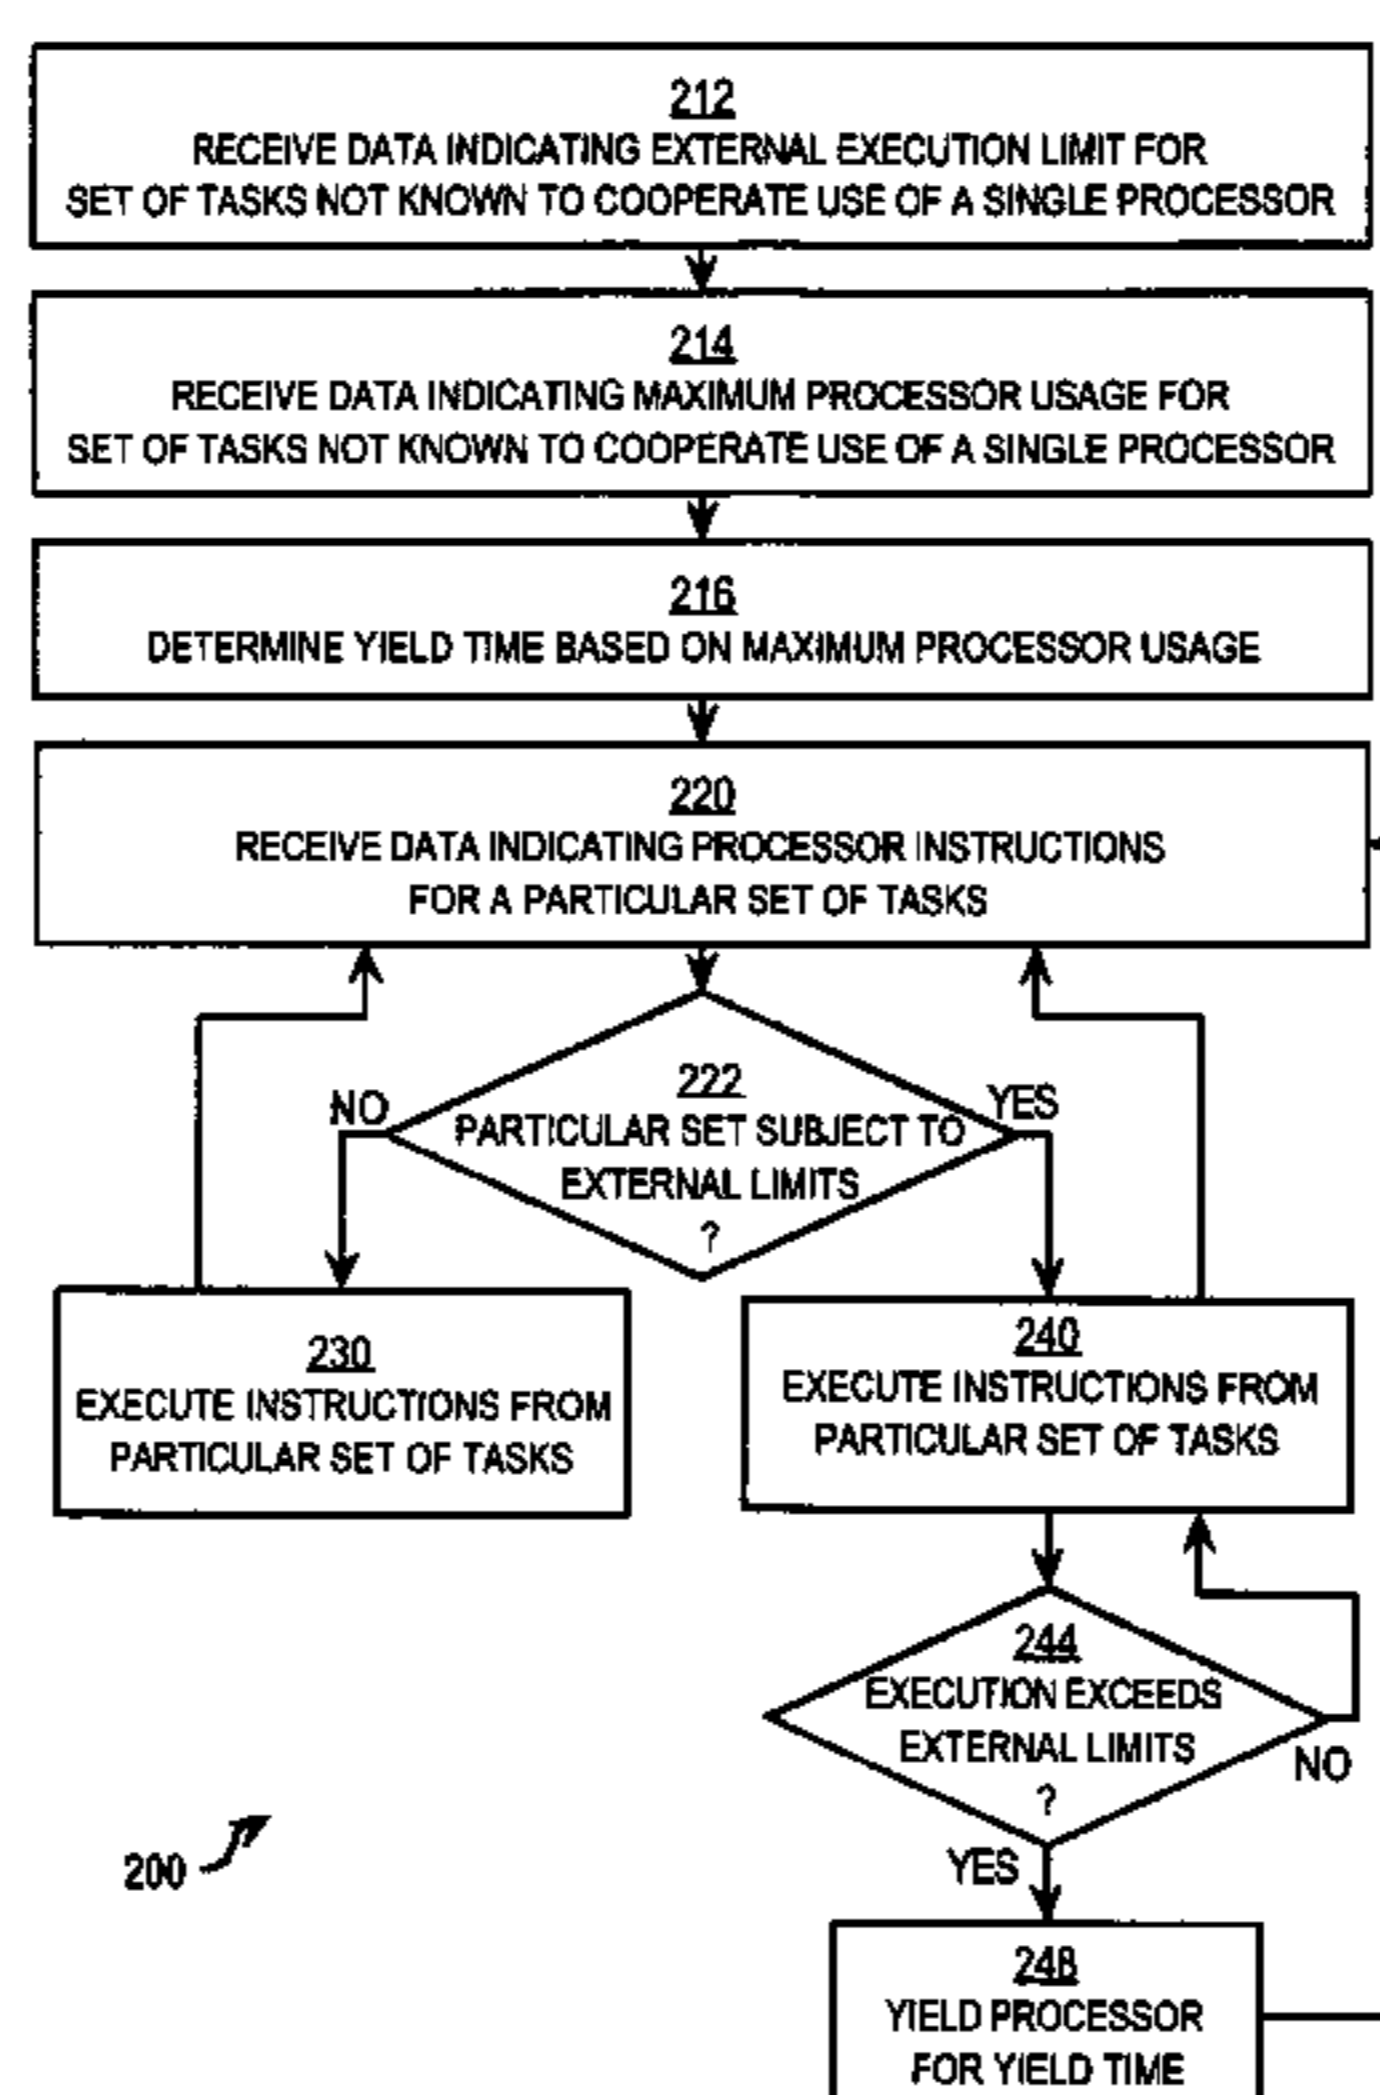 212
RECEIVE DATA INDICATING EXTERNAL EXECUTION LIMIT FOR
SET OF TASKS NOT KNOWN TO COOPERATE USE OF A SINGLE PROCESSOR
214
RECEIVE DATA INDICATING MAXIMUM PROCESSOR USAGE FOR
SET OF TASKS NOT KNOWN TO COOPERATE USE OF A SINGLE PROCESSOR
216
DETERMINE YIELD TIME BASED ON MAXIMUM PROCESSOR USAGE
220
RECEIVE DATA INDICATING PROCESSOR INSTRUCTIONS
FOR A PARTICULAR SET OF TASKS
222
PARTICULAR SET SUBJECT TO
EXTERNAL LIMITS
?
NO
YES
230
EXECUTE INSTRUCTIONS FROM
PARTICULAR SET OF TASKS
240
EXECUTE INSTRUCTIONS FROM
PARTICULAR SET OF TASKS
244
EXECUTION EXCEEDS
EXTERNAL LIMITS
?
NO
YES
200
248
YIELD PROCESSOR
FOR YIELD TIME